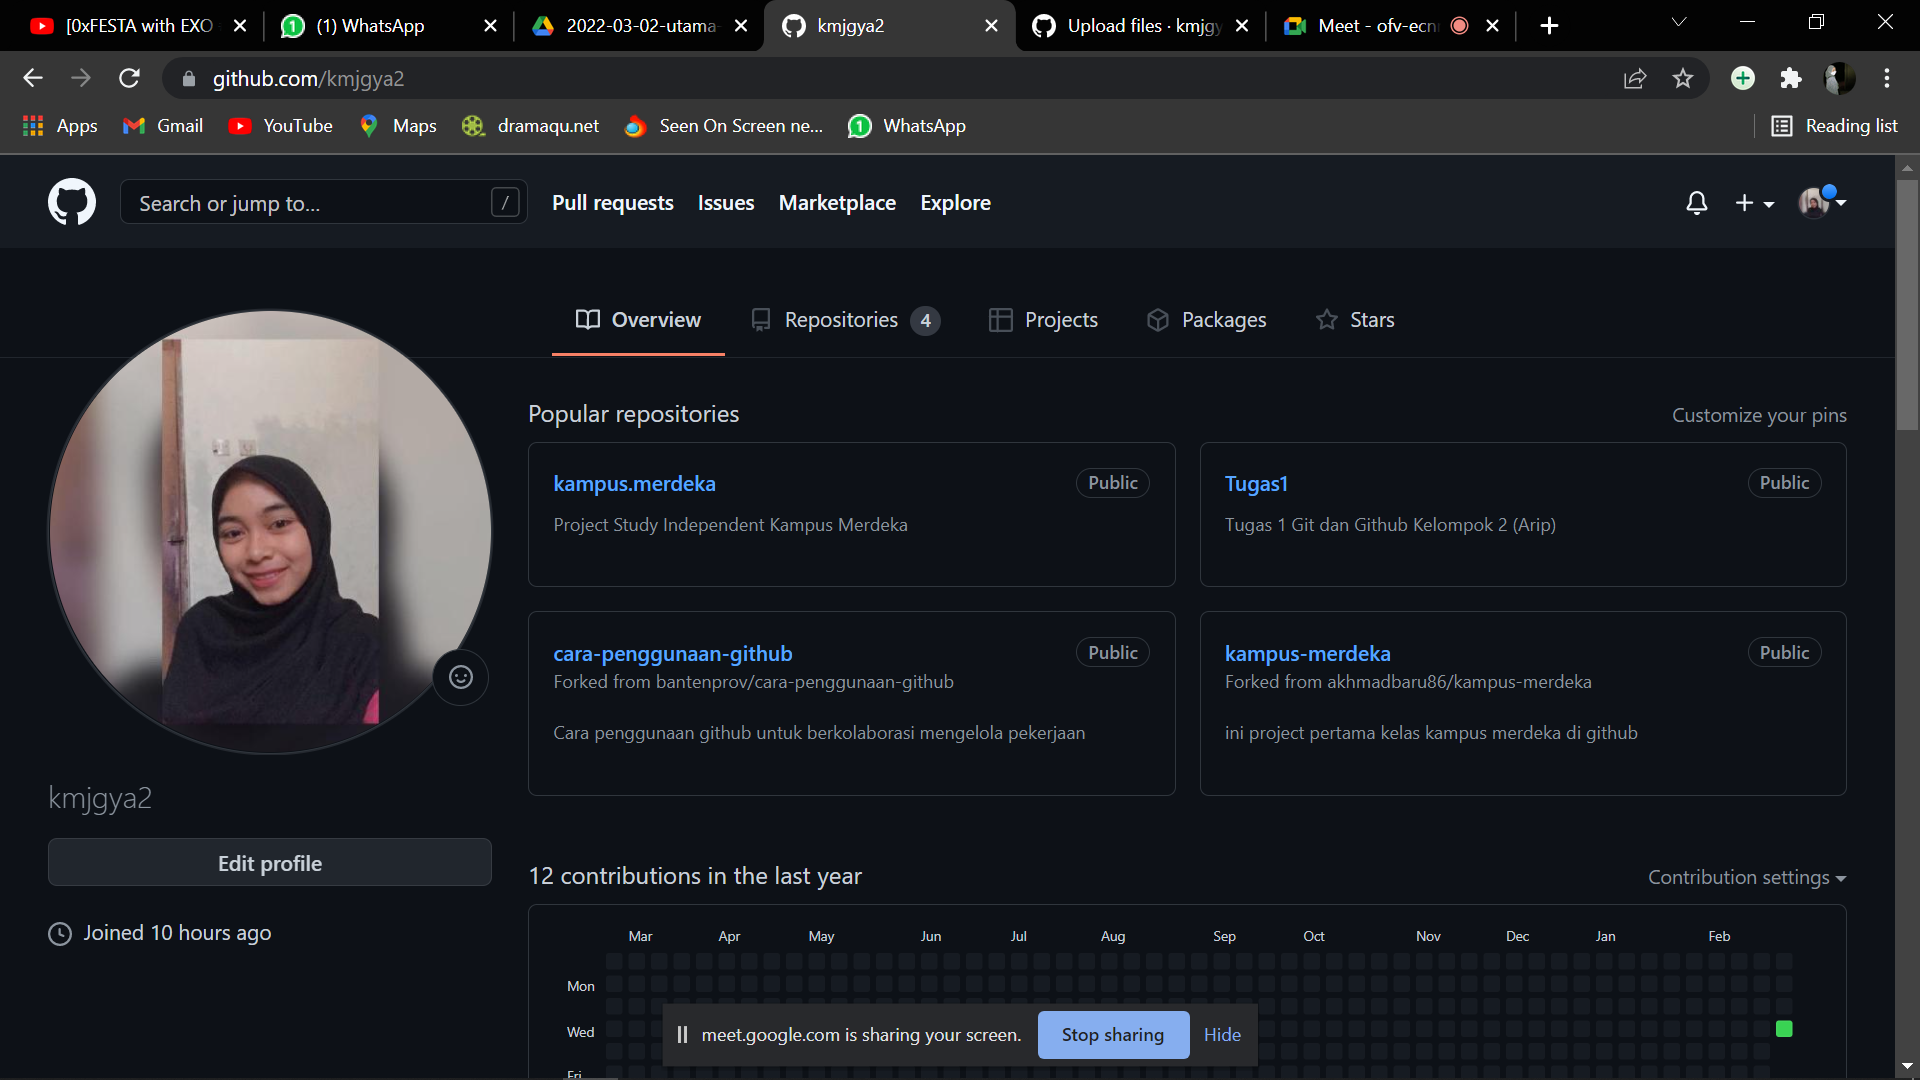 [0xFESTA with EXO
(1) WhatsApp
2022-03-02-utama-
kmjgya2
Upload files · kmjgy
Meet - ofv-ecn
github.com/kmjgya2
Apps
Gmail
YouTube
Maps
dramaqu.net
Seen On Screen ne...
WhatsApp
Reading list
Search or jump to...
/
Pull requests
Issues
Marketplace
Explore
Overview
Repositories 4
Projects
Packages
Stars
Popular repositories
Customize your pins
kampus.merdeka
Public
Project Study Independent Kampus Merdeka
Tugas1
Public
Tugas 1 Git dan Github Kelompok 2 (Arip)
cara-penggunaan-github
Public
Forked from bantenprov/cara-penggunaan-github
Cara penggunaan github untuk berkolaborasi mengelola pekerjaan
kampus-merdeka
Public
Forked from akhmadbaru86/kampus-merdeka
ini project pertama kelas kampus merdeka di github
kmjgya2
Edit profile
Joined 10 hours ago
12 contributions in the last year
Contribution settings
Mar Apr May Jun Jul Aug Sep Oct Nov Dec Jan Feb
Mon
Wed
Fri
meet.google.com is sharing your screen.
Stop sharing
Hide